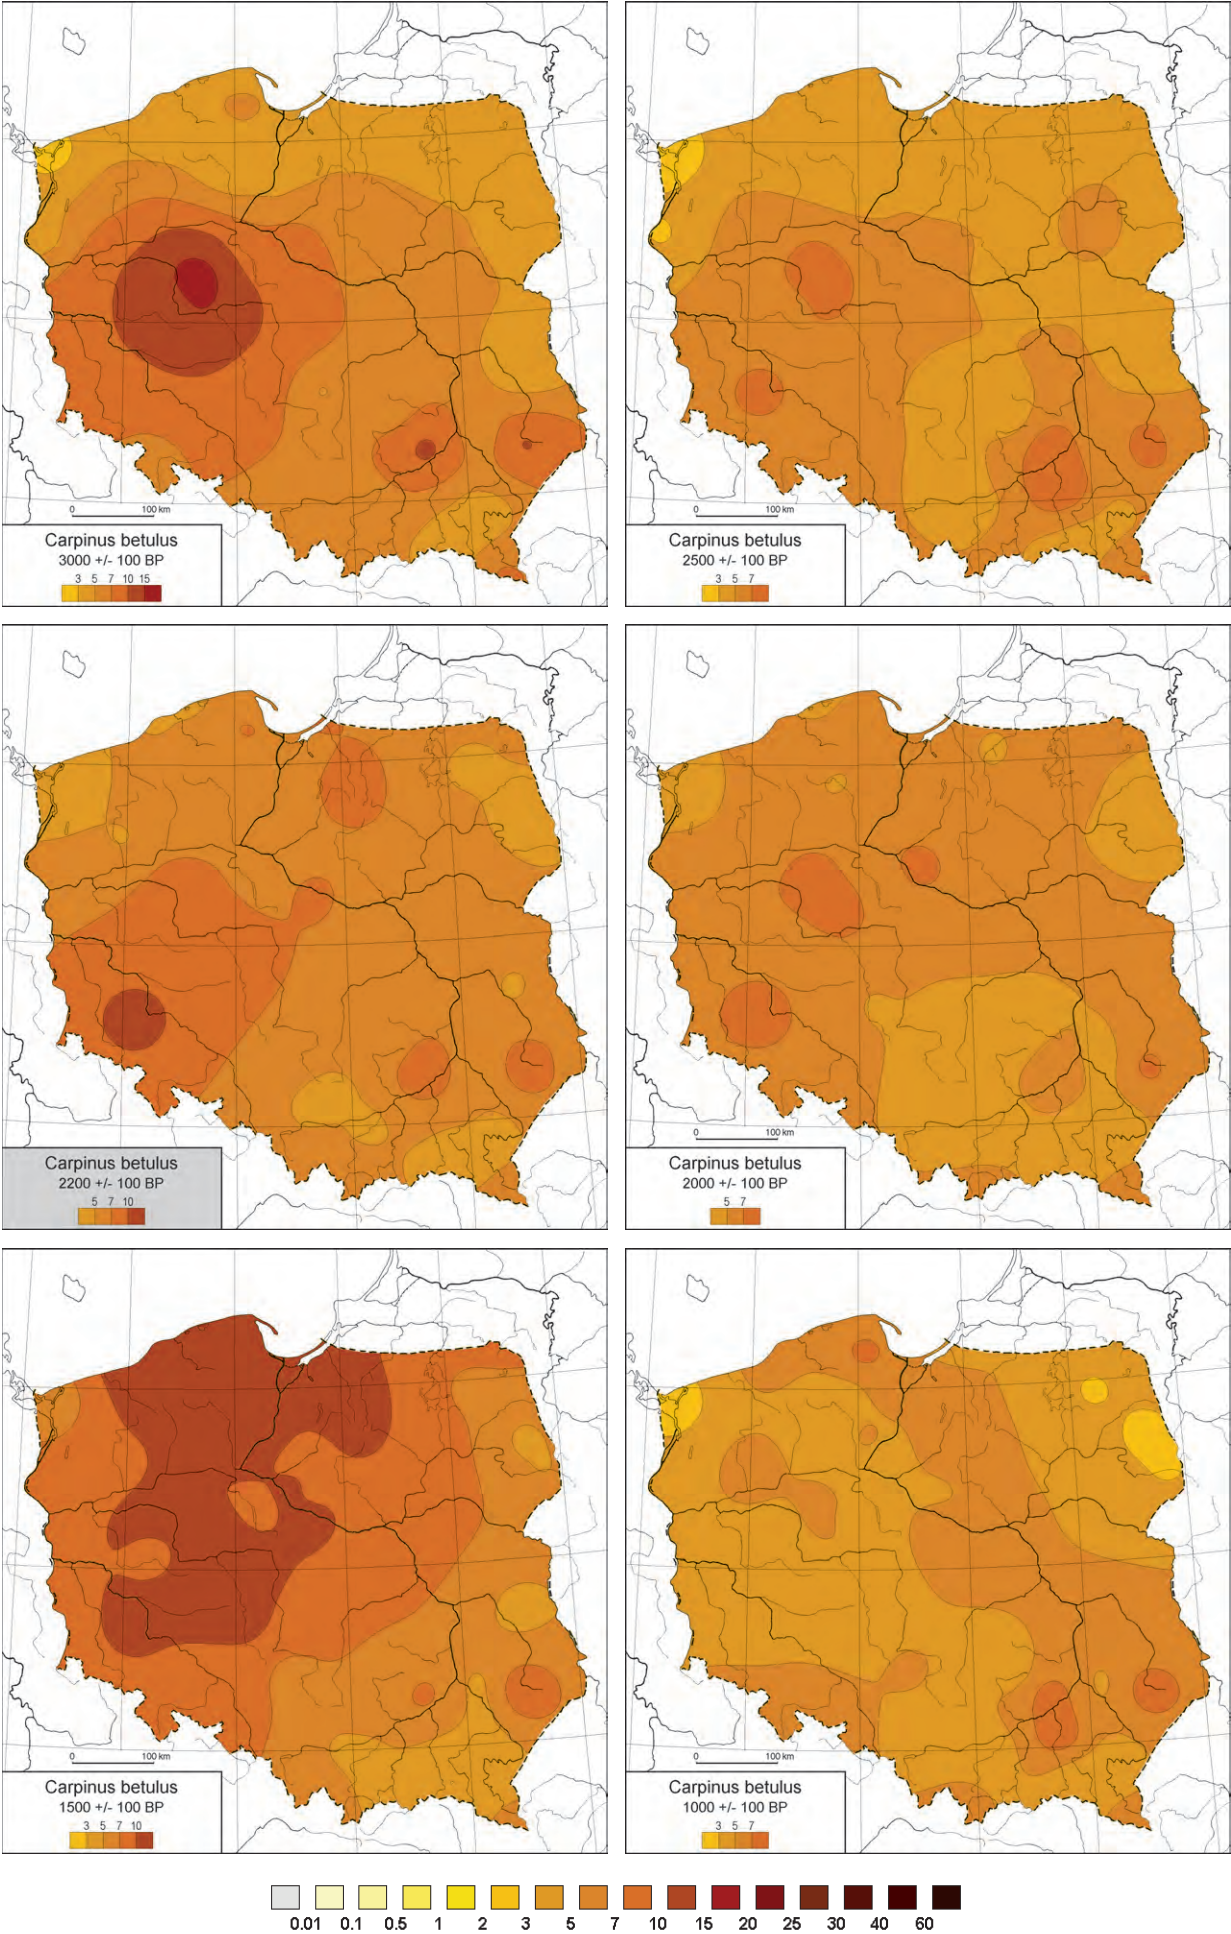 0 100 km
Carpinus betulus
3000 +/- 100 BP
3 5 7 10 15
Carpinus betulus
2500 +/- 100 BP
3 5 7
Carpinus betulus
2200 +/- 100 BP
5 7 10
0 100 km
Carpinus betulus
2000 +/- 100 BP
5 7
0 100 km
Carpinus betulus
1500 +/- 100 BP
3 5 7 10
0 100 km
Carpinus betulus
1000 +/- 100 BP
3 5 7
0.01 0.1 0.5 1 2 3 5 7 10 15 20 25 30 40 60